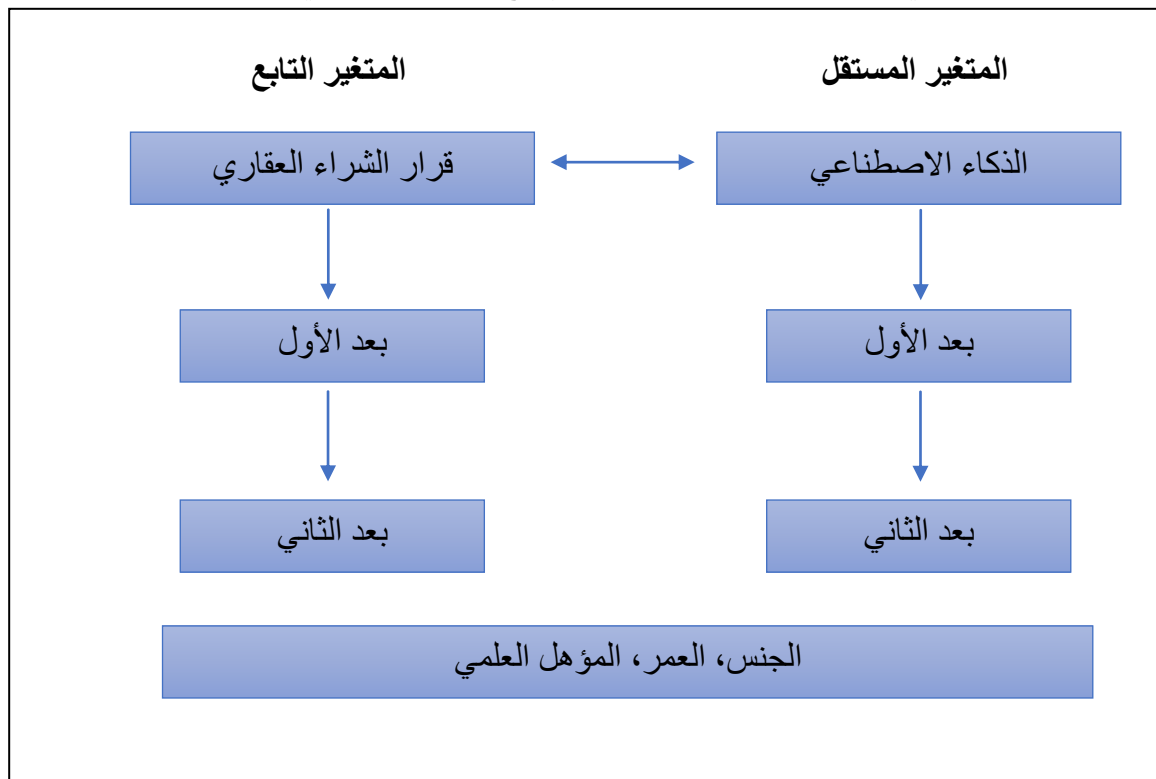 المتغير المستقل
المتغير التابع
الذكاء الاصطناعي
قرار الشراء العقاري
بعد الأول
بعد الأول
بعد الثاني
بعد الثاني
الجنس، العمر، المؤهل العلمي